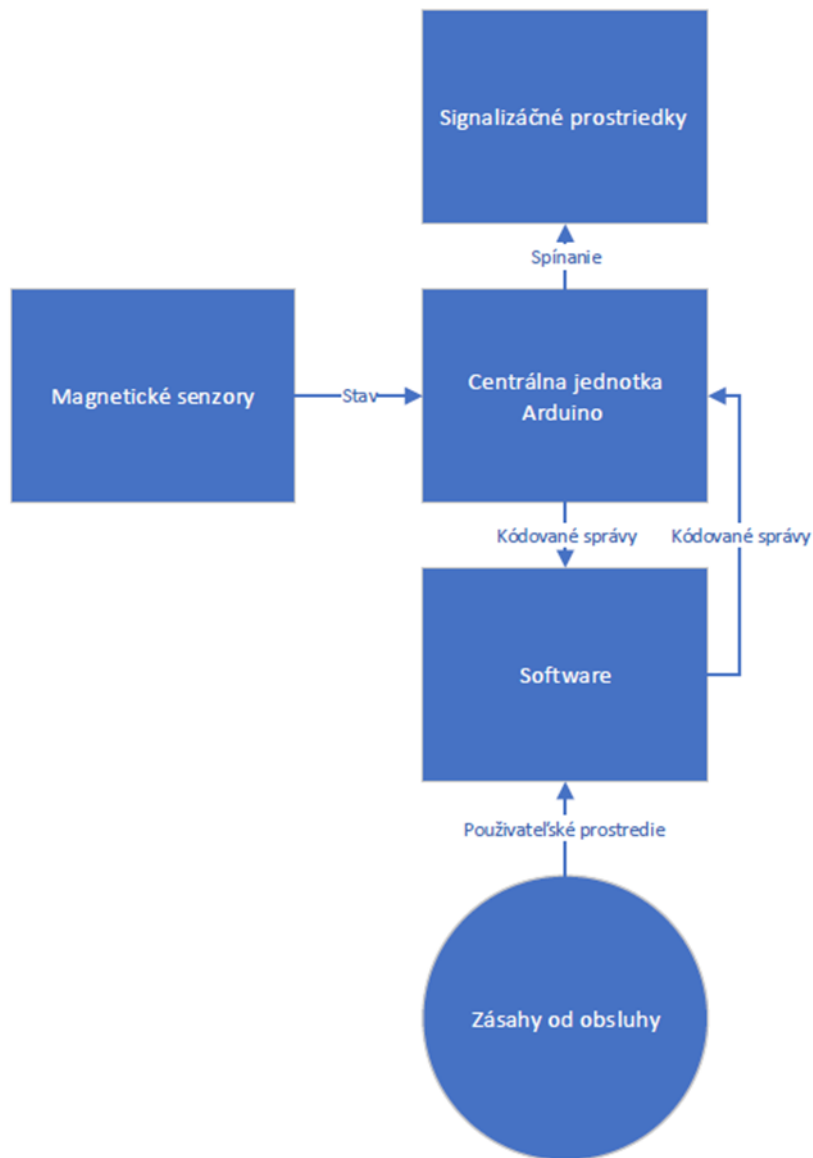 Signalizáčné prostriedky
Spínanie
Magnetické senzory
Stav
Centrálna jednotka
Arduino
Kódované správy
Kódované správy
Software
Používateľské prostredie
Zásahy od obsluhy